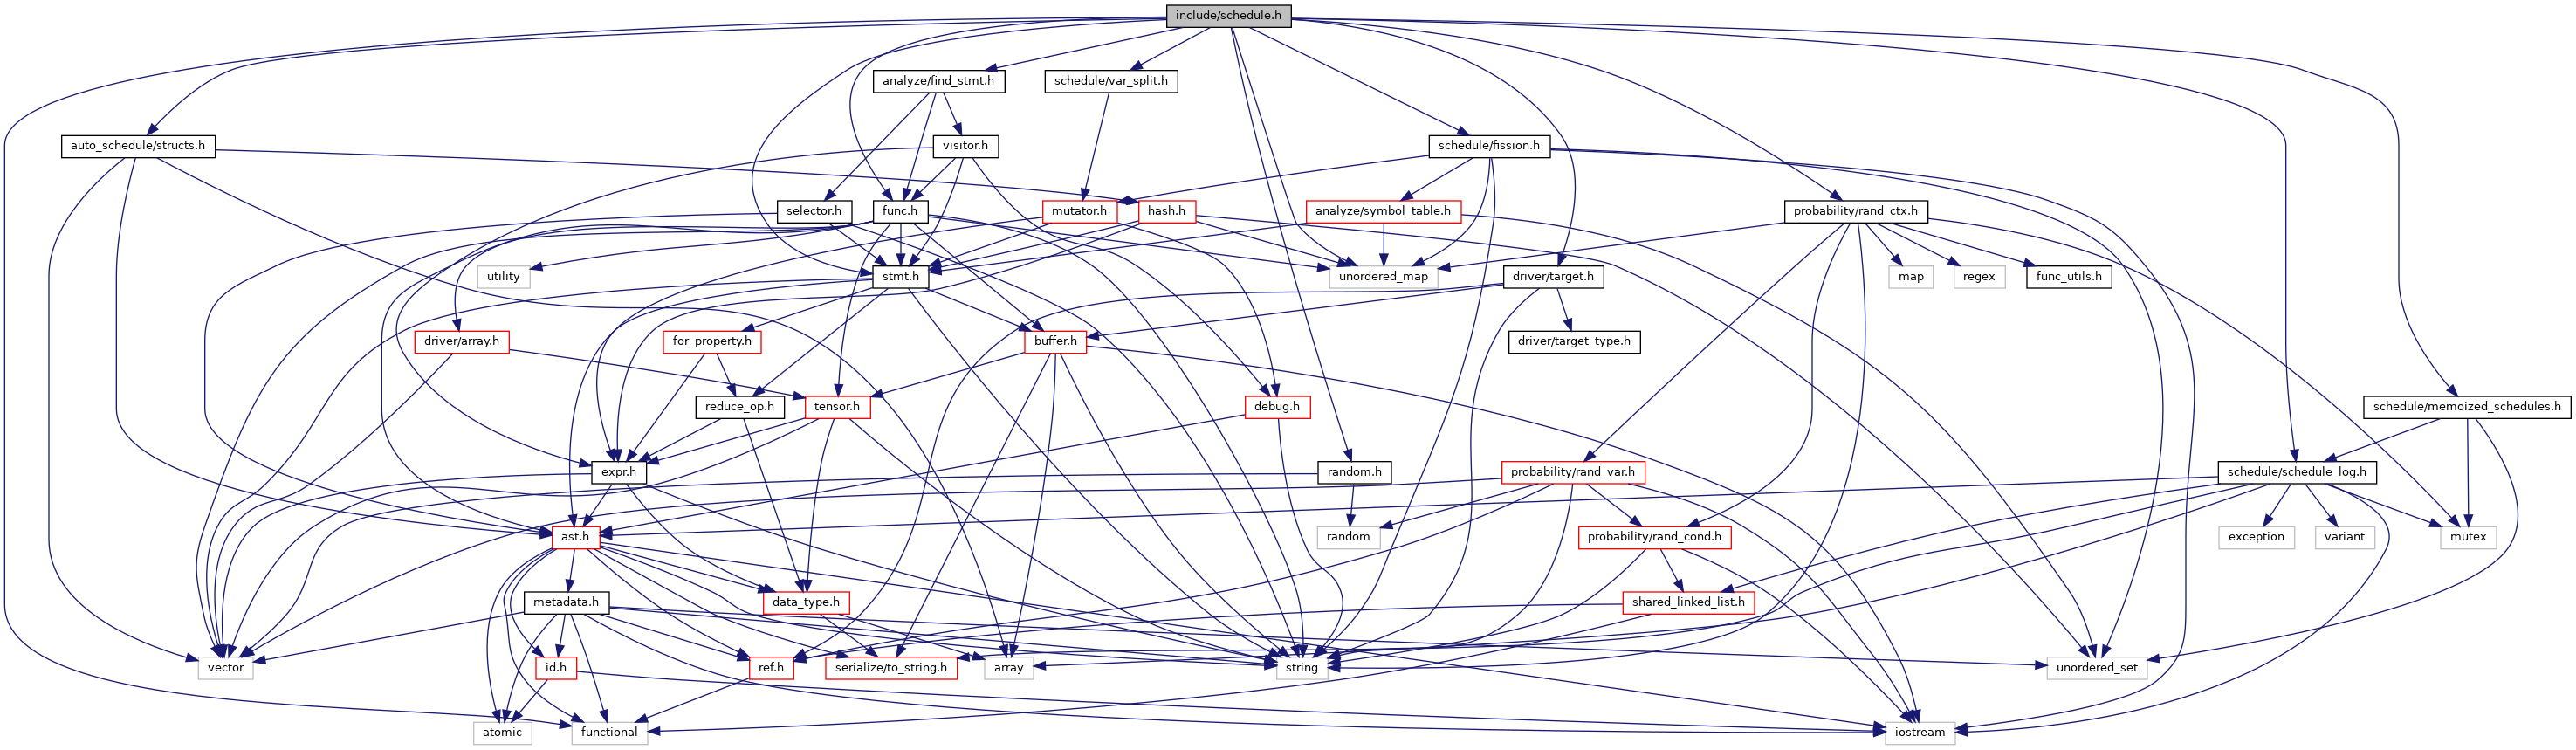 include/schedule.h
analyze/find_stmt.h
schedule/var_split.h
auto_schedule/structs.h
visitor.h
schedule/fission.h
selector.h
func.h
mutator.h
hash.h
analyze/symbol_table.h
probability/rand_ctx.h
utility
stmt.h
unordered_map
driver/target.h
map
regex
func_utils.h
driver/array.h
for_property.h
buffer.h
driver/target_type.h
reduce_op.h
tensor.h
debug.h
schedule/memoized_schedules.h
expr.h
random.h
probability/rand_var.h
schedule/schedule_log.h
ast.h
random
probability/rand_cond.h
exception
variant
mutex
metadata.h
data_type.h
shared_linked_list.h
vector
id.h
ref.h
serialize/to_string.h
array
string
unordered_set
atomic
functional
iostream